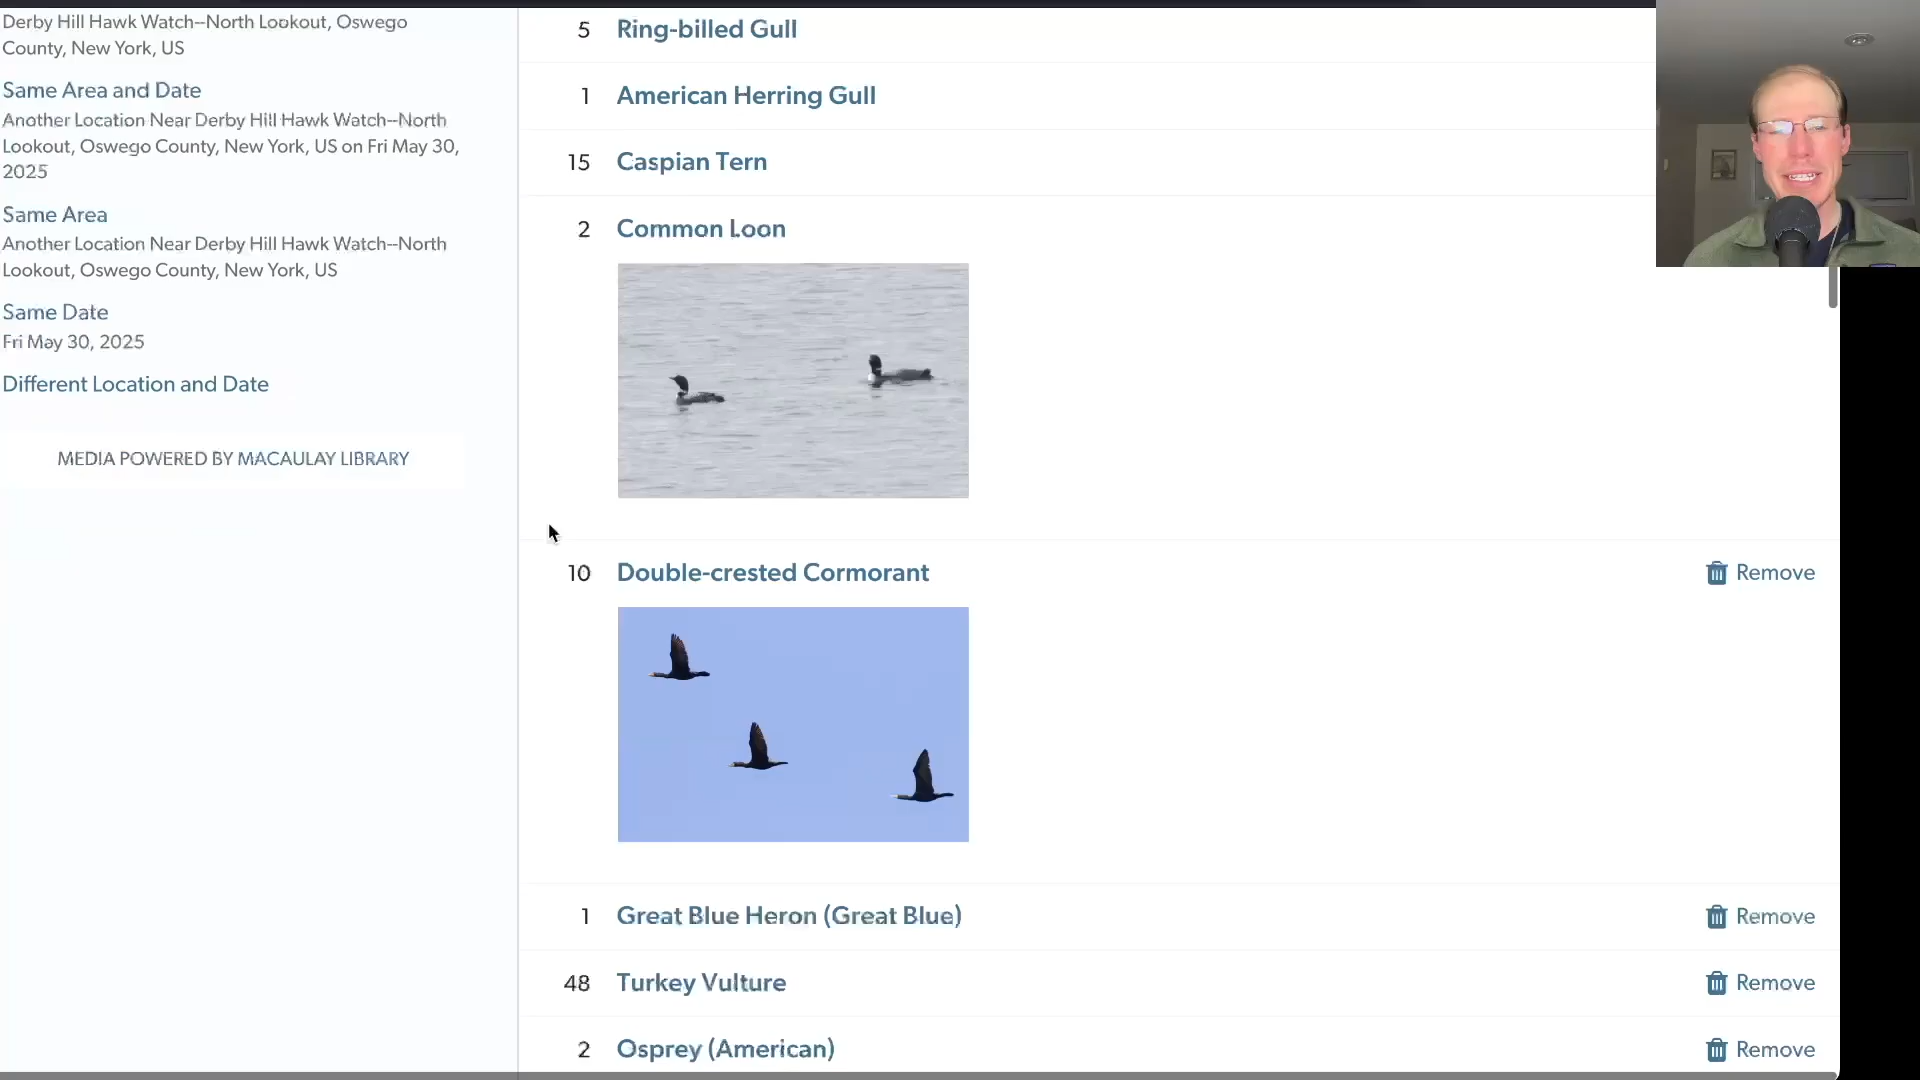 Derby Hill Hawk Watch--North Lookout, Oswego
County, New York, US
Same Area and Date
Another Location Near Derby Hill Hawk Watch--North
Lookout, Oswego County, New York, US on Fri May 30,
2025
Same Area
Another Location Near Derby Hill Hawk Watch--North
Lookout, Oswego County, New York, US
Same Date
Fri May 30, 2025
Different Location and Date
MEDIA POWERED BY MACAULAY LIBRARY
5 Ring-billed Gull
1 American Herring Gull
15 Caspian Tern
2 Common Loon
10 Double-crested Cormorant Remove
1 Great Blue Heron (Great Blue) Remove
48 Turkey Vulture Remove
2 Osprey (American) Remove